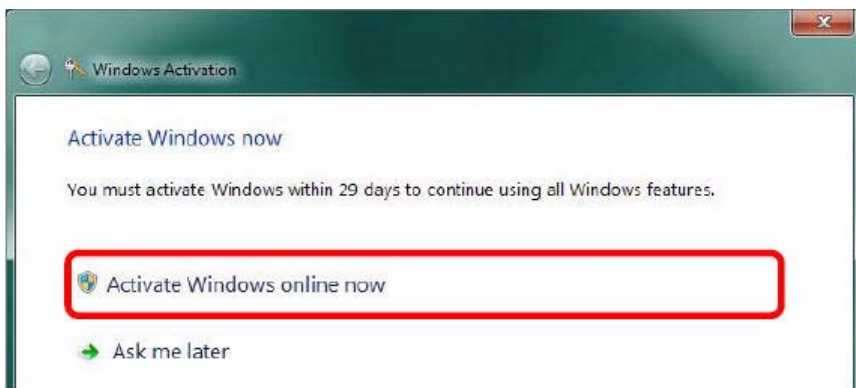 Windows Activation
Activate Windows now
You must activate Windows within 29 days to continue using all Windows features.
Activate Windows online now
Ask me later